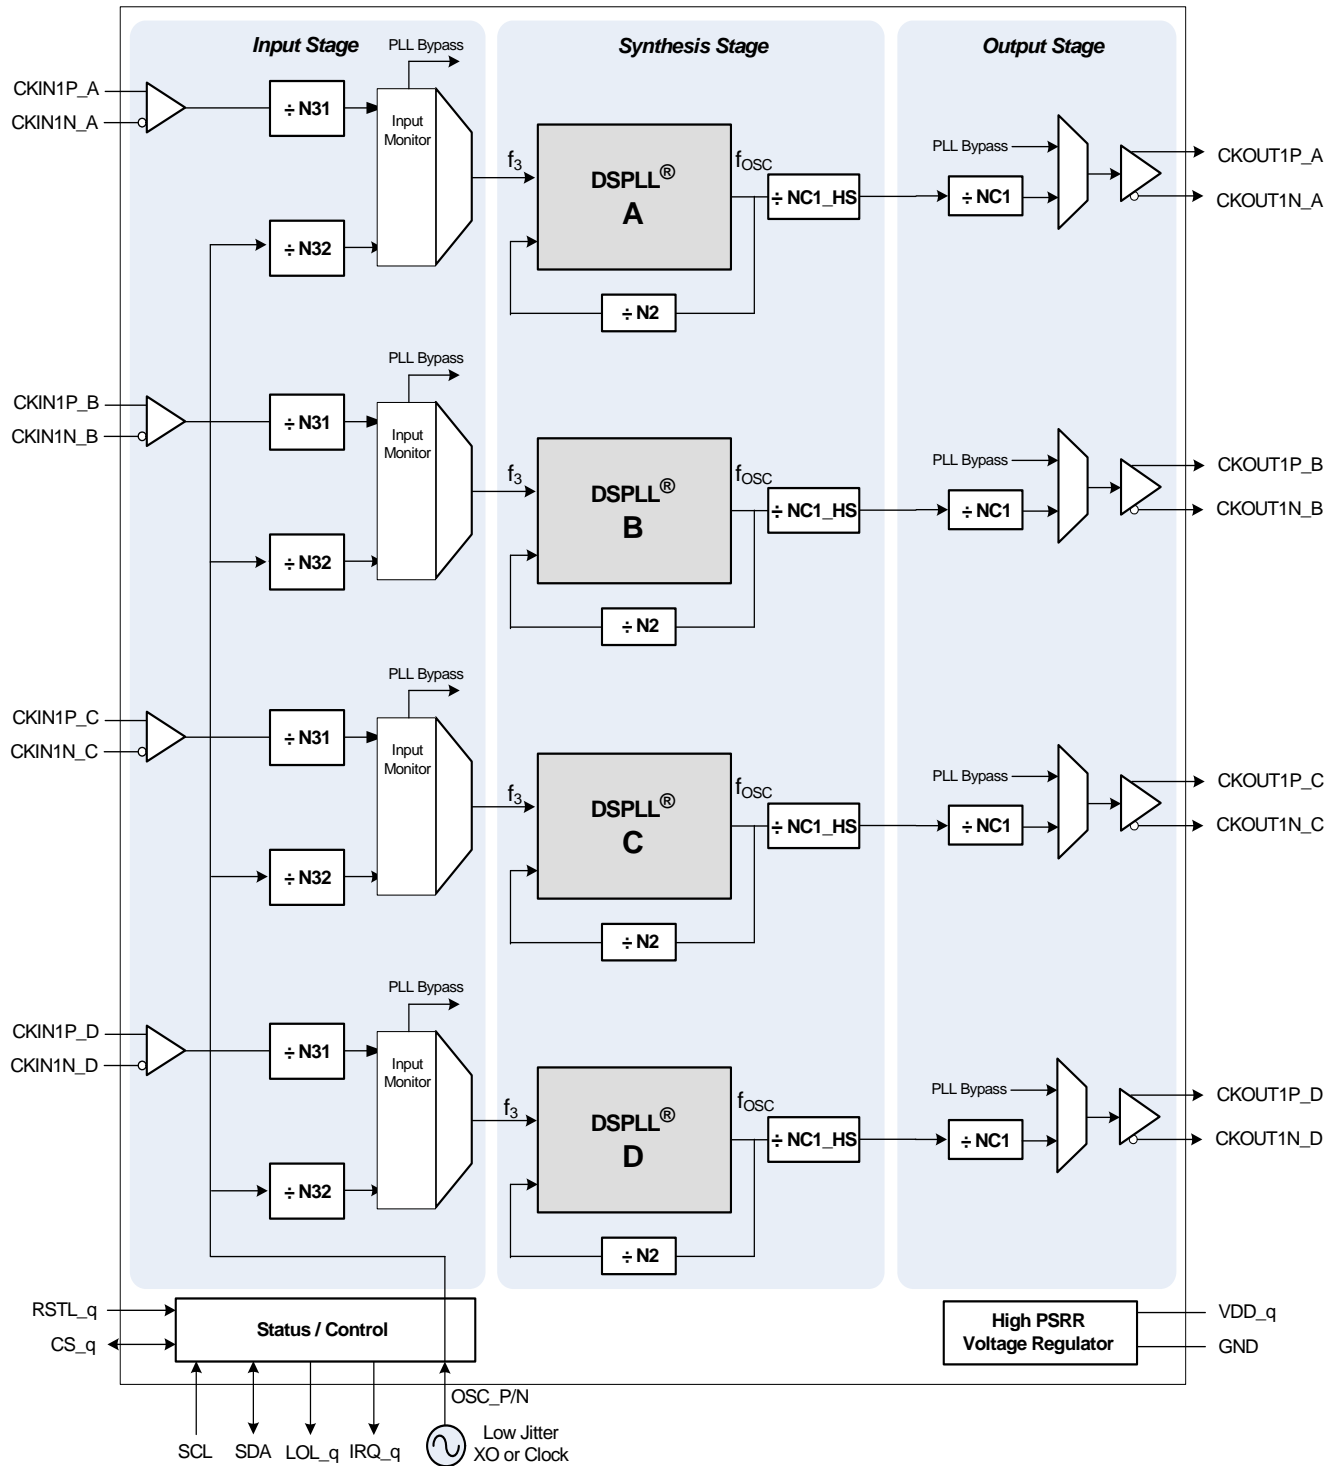 Input Stage
Synthesis Stage
Output Stage
PLL Bypass
CKIN1P_A
CKIN1N_A
÷ N31
Input
Monitor
÷ N32
f3
DSPLL®
A
fOSC
÷ NC1_HS
÷ N2
PLL Bypass
÷ NC1
CKOUT1P_A
CKOUT1N_A
PLL Bypass
CKIN1P_B
CKIN1N_B
÷ N31
Input
Monitor
÷ N32
f3
DSPLL®
B
fOSC
÷ NC1_HS
÷ N2
PLL Bypass
÷ NC1
CKOUT1P_B
CKOUT1N_B
PLL Bypass
CKIN1P_C
CKIN1N_C
÷ N31
Input
Monitor
÷ N32
f3
DSPLL®
C
fOSC
÷ NC1_HS
÷ N2
PLL Bypass
÷ NC1
CKOUT1P_C
CKOUT1N_C
PLL Bypass
CKIN1P_D
CKIN1N_D
÷ N31
Input
Monitor
÷ N32
f3
DSPLL®
D
fOSC
÷ NC1_HS
÷ N2
PLL Bypass
÷ NC1
CKOUT1P_D
CKOUT1N_D
RSTL_q
CS_q
Status / Control
High PSRR
Voltage Regulator
VDD_q
GND
OSC_P/N
SCL
SDA
LOL_q
IRQ_q
Low Jitter
XO or Clock